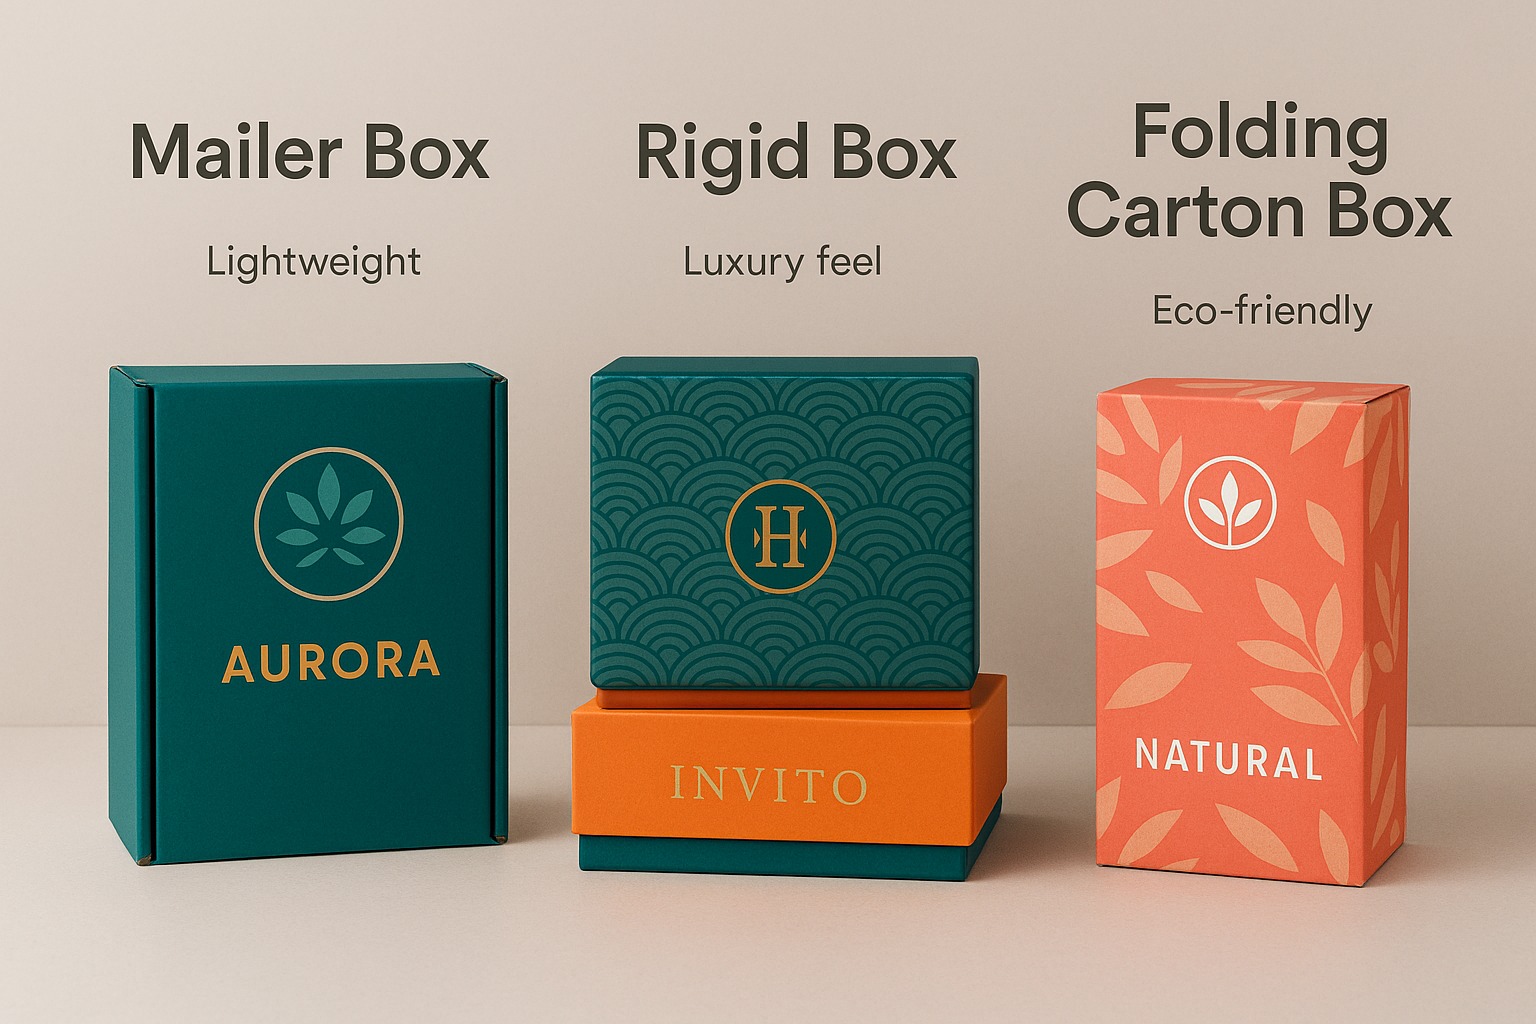 Mailer Box
Lightweight
AURORA
Rigid Box
Luxury feel
H
INVITO
Folding
Carton Box
Eco-friendly
NATURAL